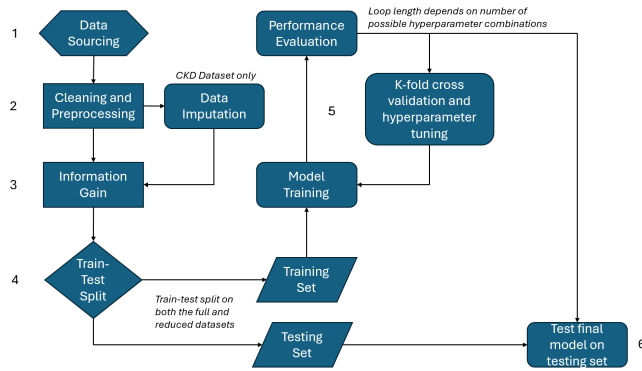 1
Data
Sourcing
Performance
Evaluation
Loop length depends on number of
possible hyperparameter combinations
CKD Dataset only
2
Cleaning and
Preprocessing
Data
Imputation
5
K-fold cross
validation and
hyperparameter
tuning
3
Information
Gain
Model
Training
4
Train-
Test
Split
Training
Set
Train-test split on
both the full and
reduced datasets
Testing
Set
Test final
model on
testing set
6